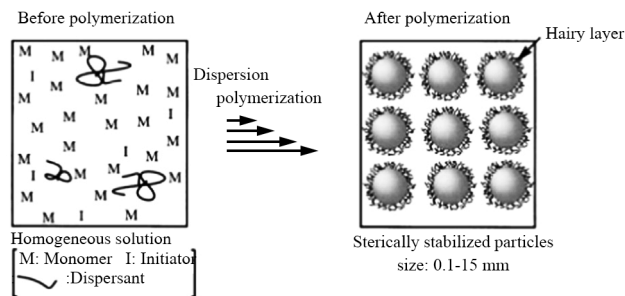 Before polymerization
After polymerization
Hairy layer
M M M M M
I M M
M M M
M M M M I
M I M
M M
I M M M
M M
M I M
Dispersion
polymerization
Homogeneous solution
M: Monomer I: Initiator
:Dispersant
Sterically stabilized particles
size: 0.1-15 mm